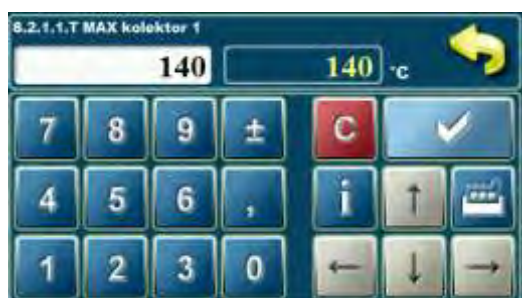 8.2.1.1.T MAX kolektor 1
140 140 °C
7 8 9 ± C
4 5 6 , i ↑
1 2 3 0 ← ↓ →